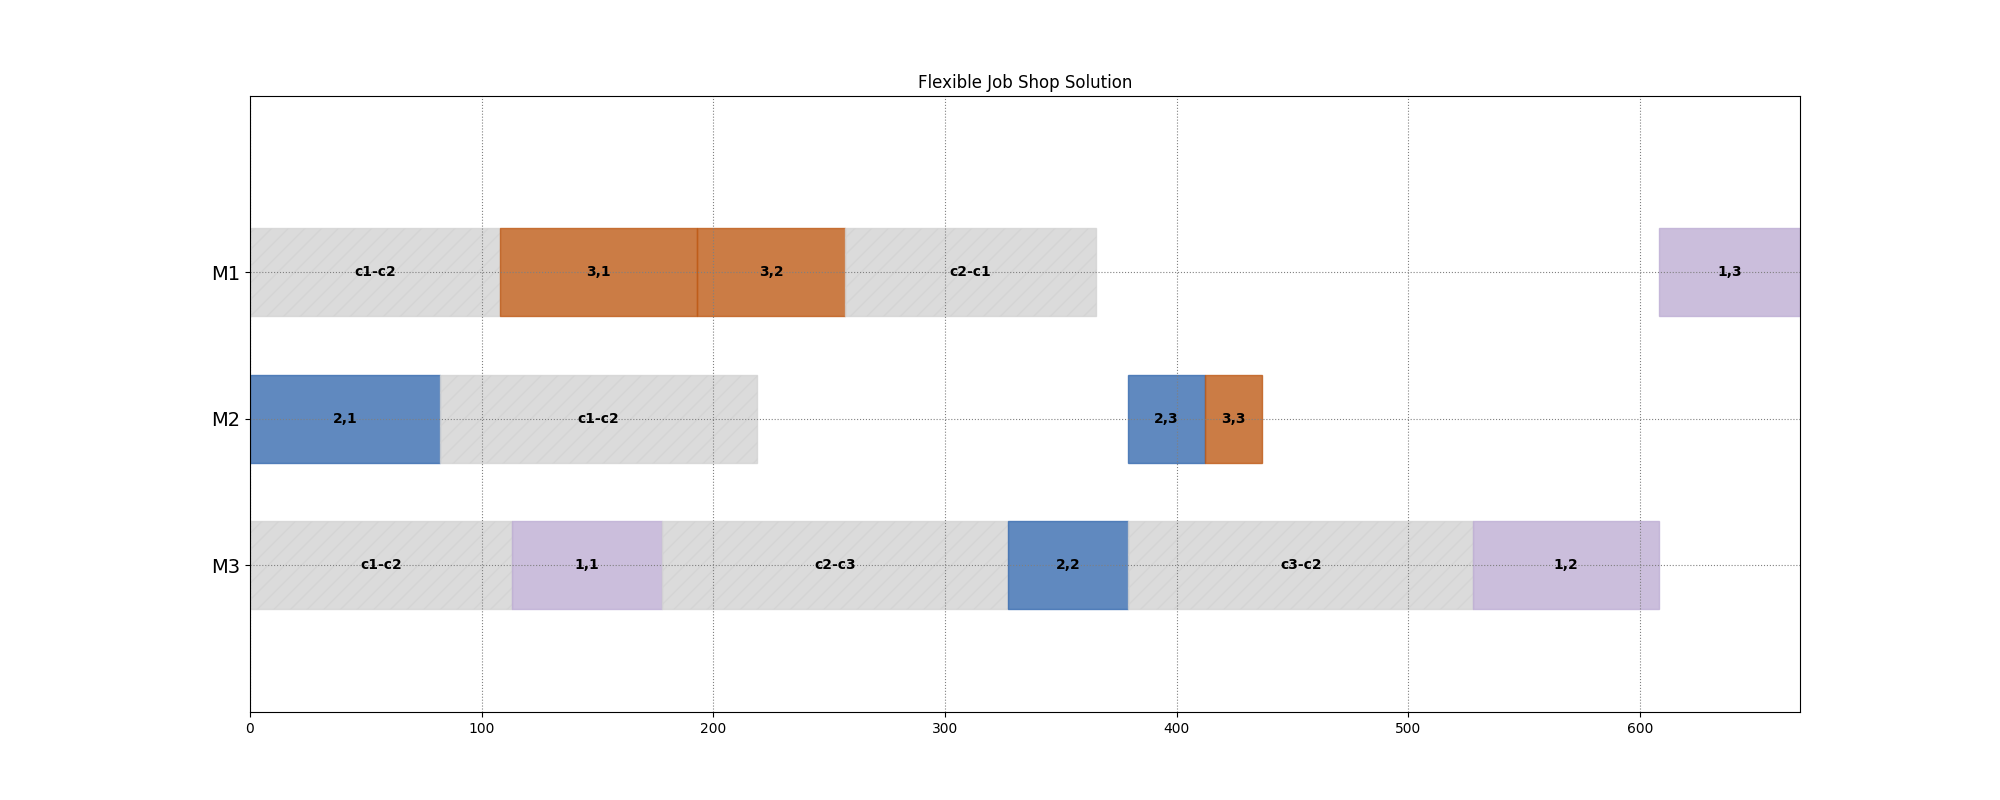 Flexible Job Shop Solution
M1
c1-c2
3,1
3,2
c2-c1
1,3
M2
2,1
c1-c2
2,3
3,3
M3
c1-c2
1,1
c2-c3
2,2
c3-c2
1,2
0
100
200
300
400
500
600